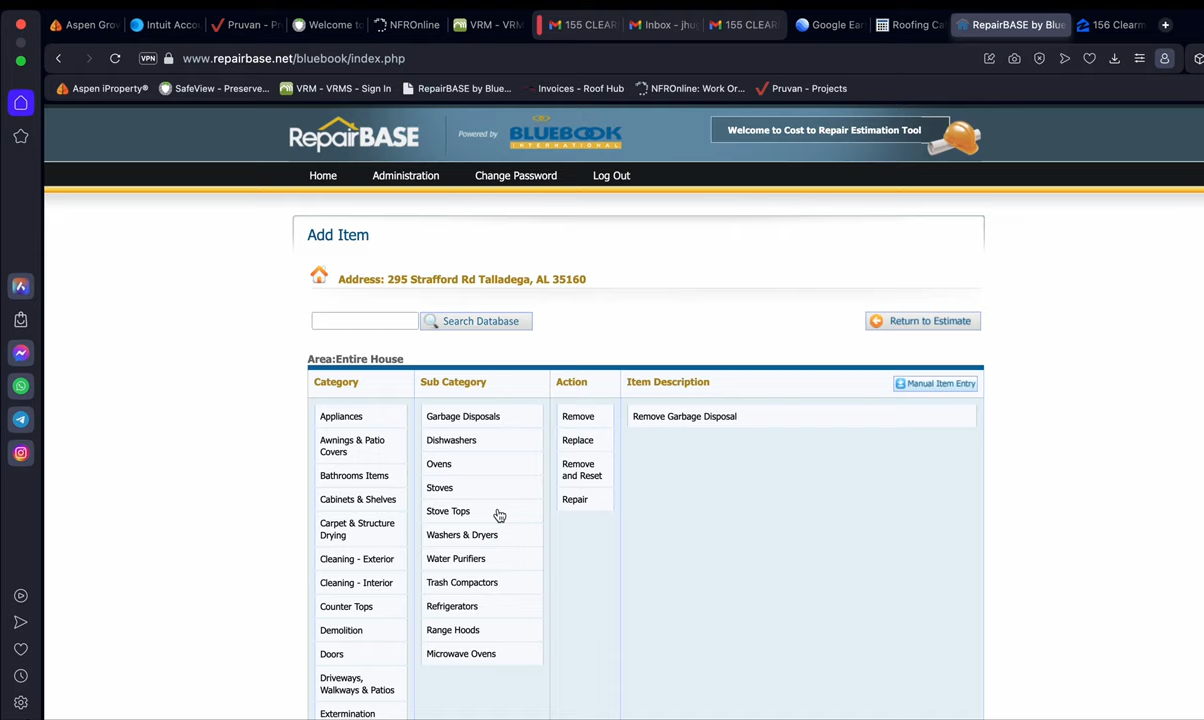 Aspen Grov
Intuit Acco
Pruvan - P
Welcome to
NFROnline
VRM - VRM
155 CLEAR
Inbox - jhu
155 CLEAR
Google Ear
Roofing Ca
RepairBASE by Blue
156 Clearm
VPN
www.repairbase.net/bluebook/index.php
Aspen iProperty®
SafeView - Preserve...
VRM - VRMS - Sign In
RepairBASE by Blue...
Invoices - Roof Hub
NFROnline: Work Or...
Pruvan - Projects
RepairBASE
Powered by
BLUEBOOK
INTERNATIONAL
Welcome to Cost to Repair Estimation Tool
Home
Administration
Change Password
Log Out
Add Item
Address: 295 Strafford Rd Talladega, AL 35160
Search Database
Return to Estimate
Area:Entire House
Category
Sub Category
Action
Item Description
Manual Item Entry
Appliances
Awnings & Patio
Covers
Bathrooms Items
Cabinets & Shelves
Carpet & Structure
Drying
Cleaning - Exterior
Cleaning - Interior
Counter Tops
Demolition
Doors
Driveways,
Walkways & Patios
Extermination
Garbage Disposals
Dishwashers
Ovens
Stoves
Stove Tops
Washers & Dryers
Water Purifiers
Trash Compactors
Refrigerators
Range Hoods
Microwave Ovens
Remove
Replace
Remove
and Reset
Repair
Remove Garbage Disposal